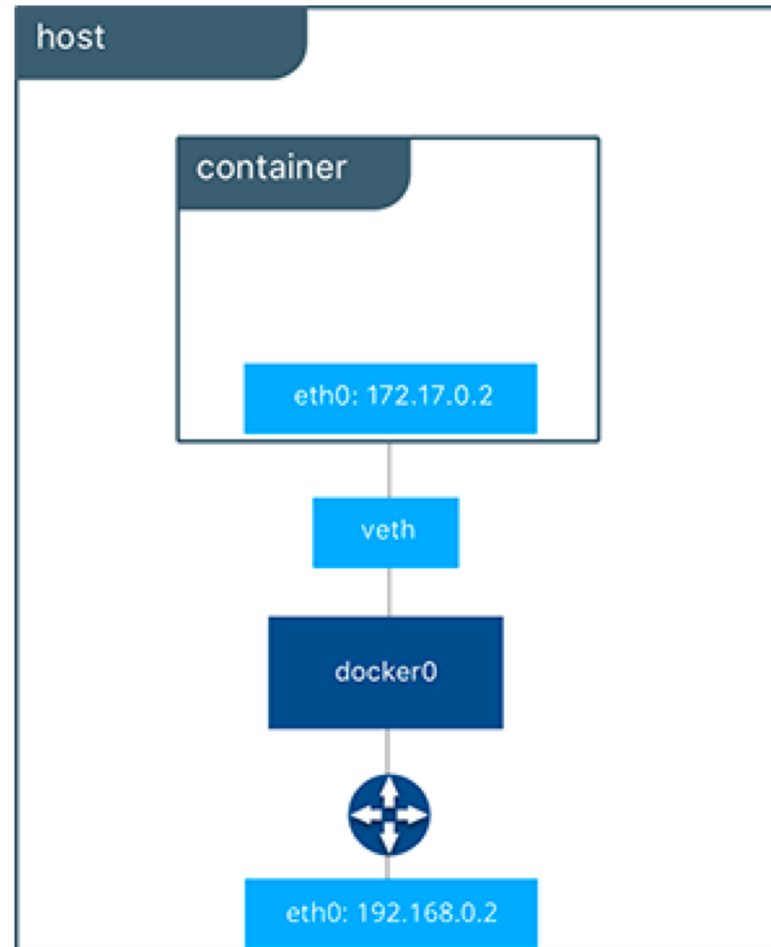 host
container
eth0: 172.17.0.2
veth
docker0
eth0: 192.168.0.2